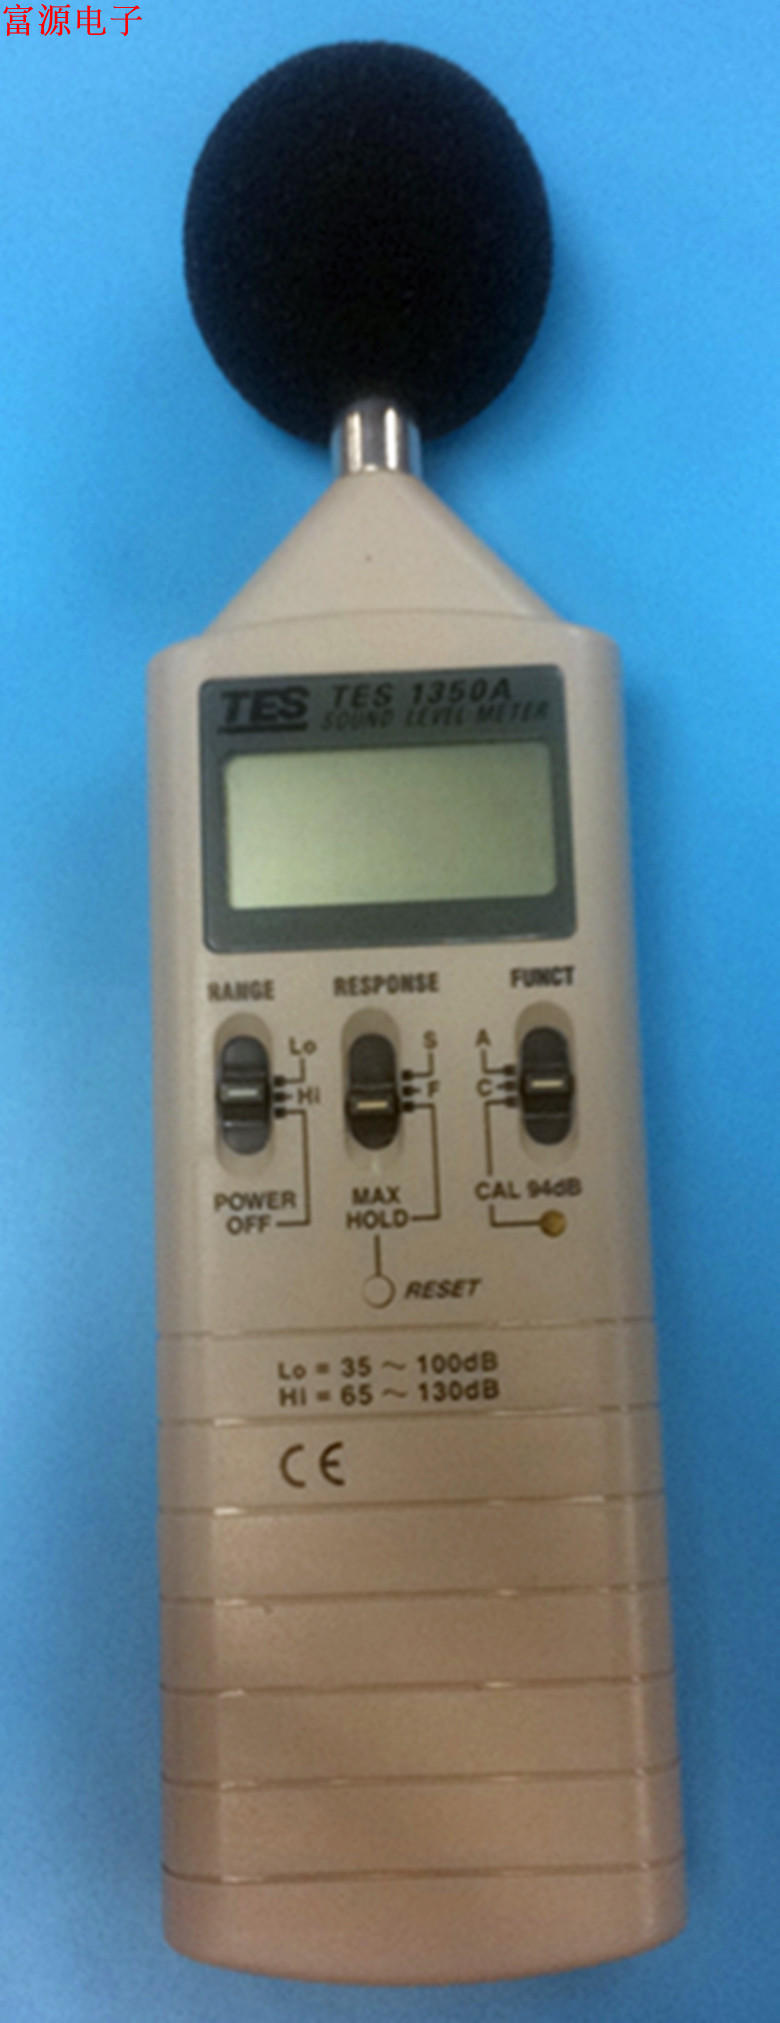 富源电子
TES TES 1350A
SOUND LEVEL METER
RANGE RESPONSE FUNCT
Lo S A
Hi F C
POWER OFF
MAX HOLD
CAL 94dB
RESET
Lo = 35 ~ 100dB
Hi = 65 ~ 130dB
CE